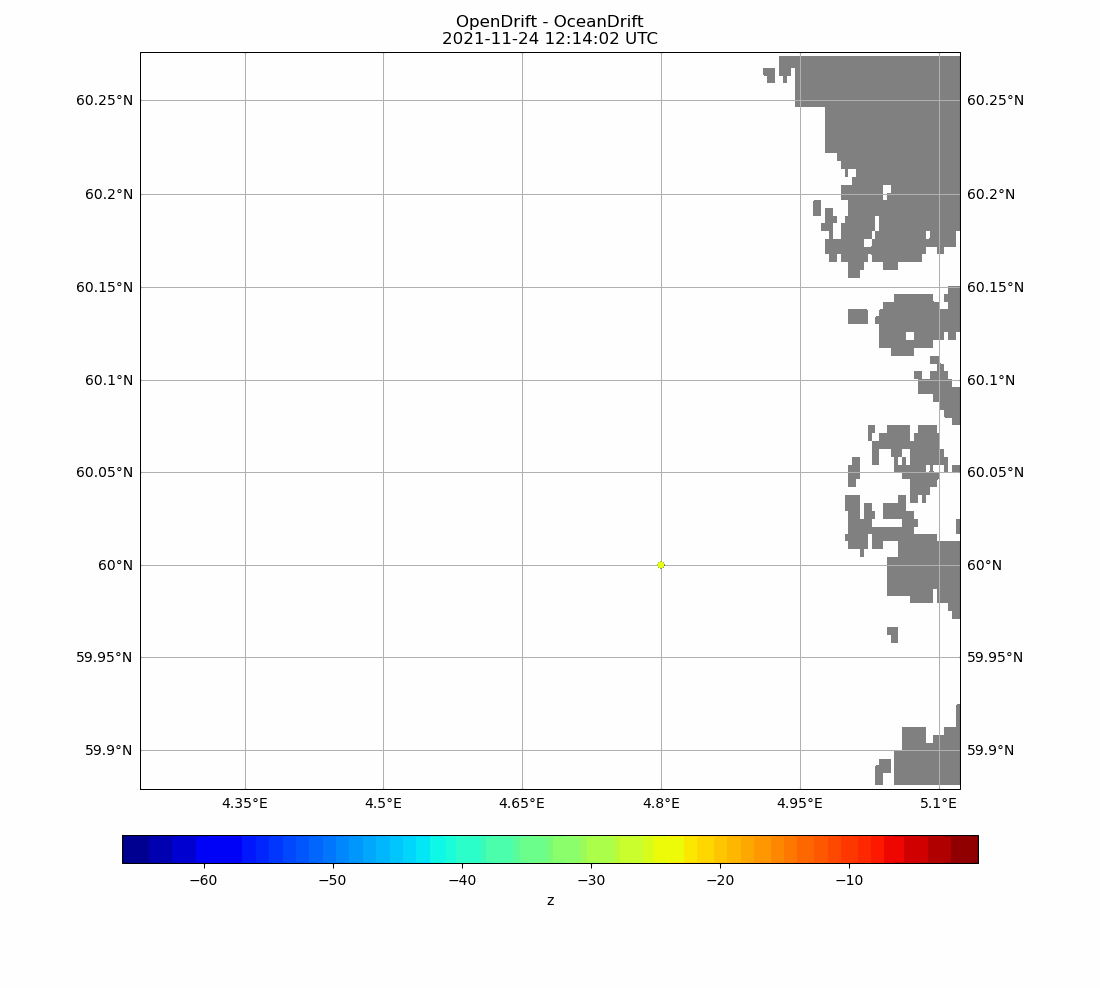 OpenDrift - OceanDrift
2021-11-24 12:14:02 UTC
60.25°N 60.25°N
60.2°N 60.2°N
60.15°N 60.15°N
60.1°N 60.1°N
60.05°N 60.05°N
60°N 60°N
59.95°N 59.95°N
59.9°N 59.9°N
4.35°E 4.5°E 4.65°E 4.8°E 4.95°E 5.1°E
−60 −50 −40 −30 −20 −10
z